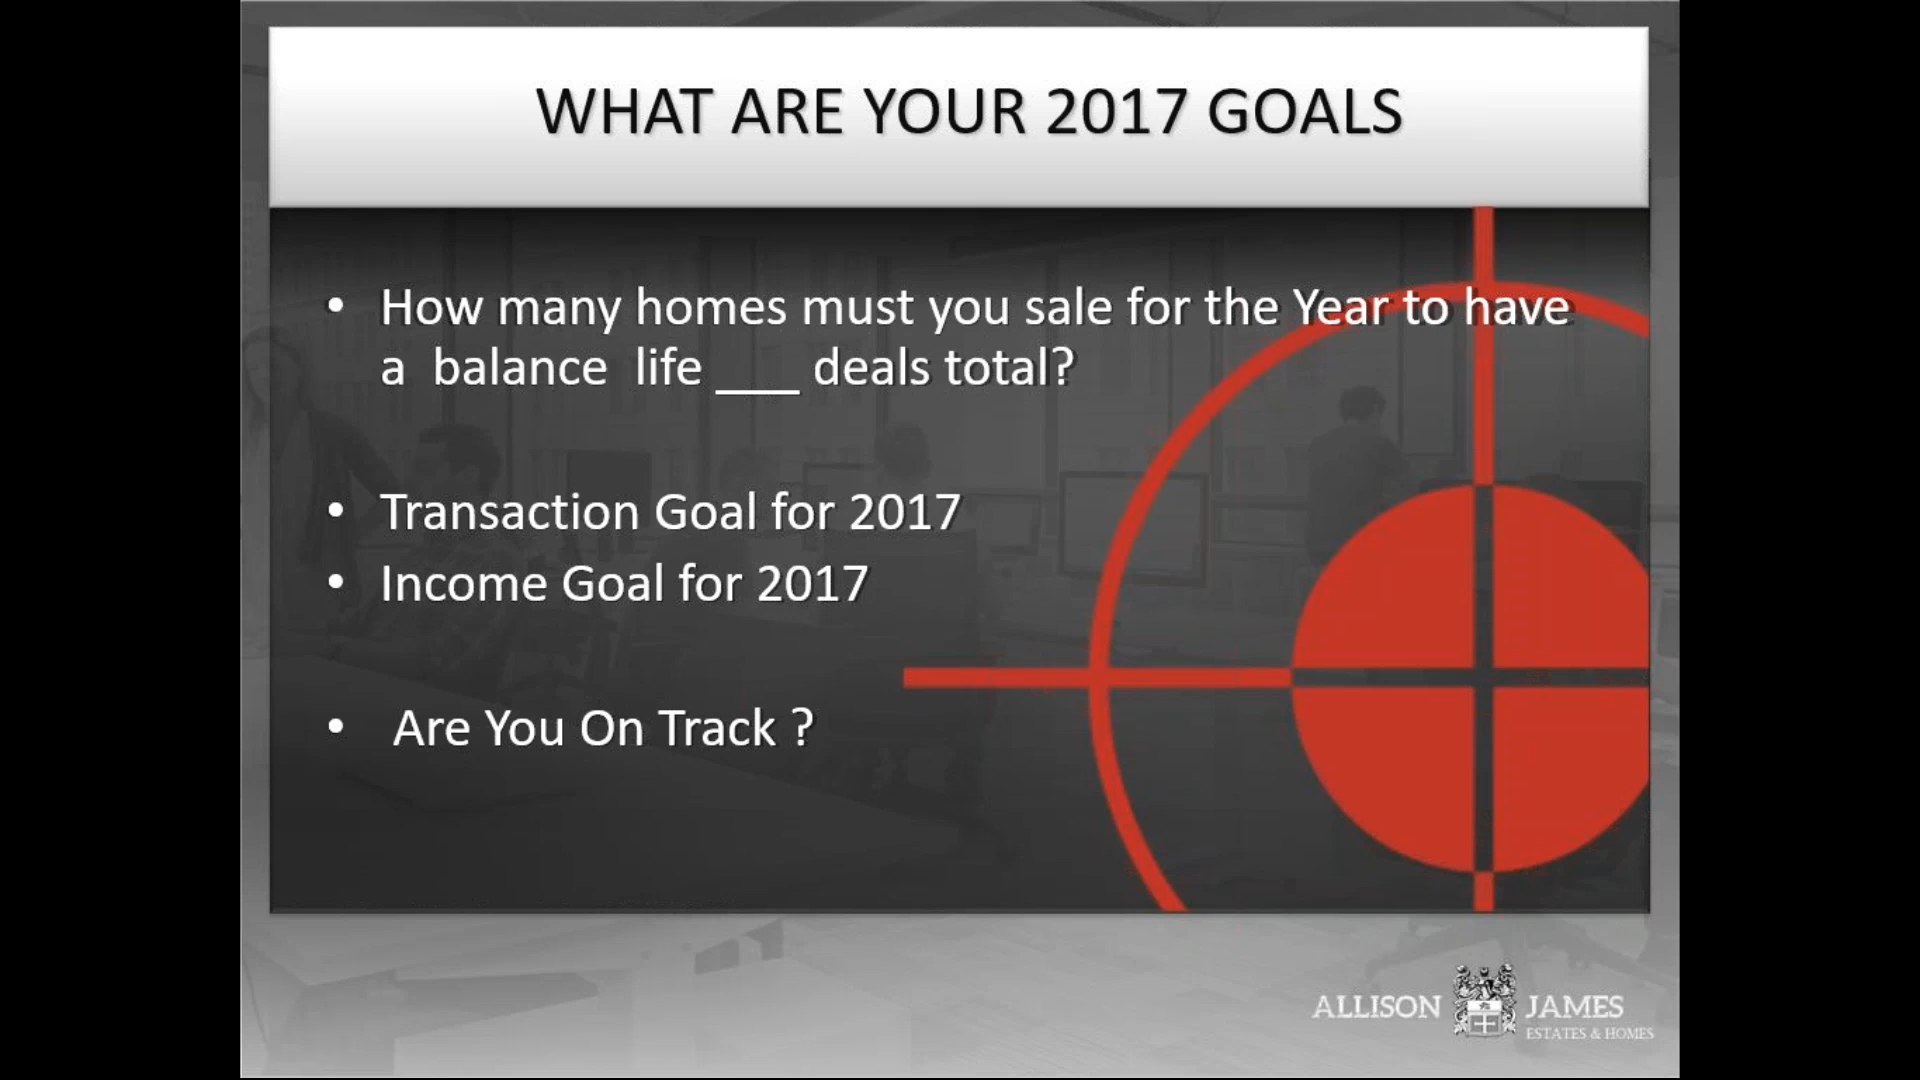 WHAT ARE YOUR 2017 GOALS
• How many homes must you sale for the Year to have
a balance life ___ deals total?
• Transaction Goal for 2017
• Income Goal for 2017
• Are You On Track ?
ALLISON JAMES
ESTATES & HOMES